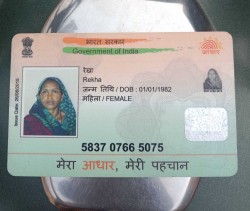 भारत सरकार
Government of India
रेखा
Rekha
जन्म तिथि / DOB : 01/01/1982
महिला / FEMALE
5837 0766 5075
मेरा आधार, मेरी पहचान